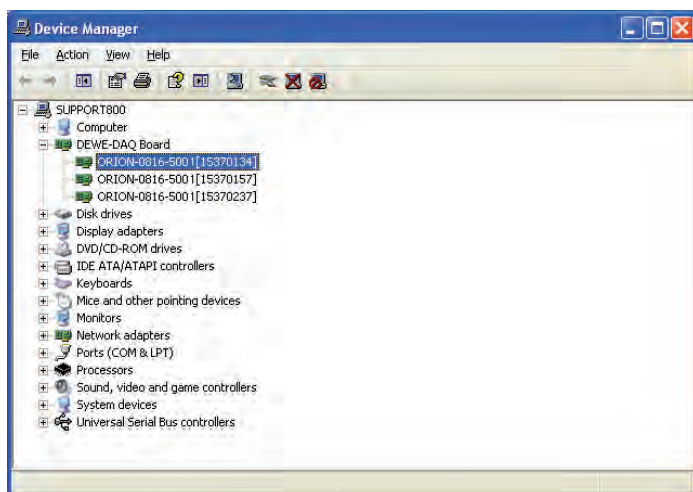 Device Manager
File Action View Help
SUPPORT800
Computer
DEWE-DAQ Board
ORION-0816-5001[15370134]
ORION-0816-5001[15370157]
ORION-0816-5001[15370237]
Disk drives
Display adapters
DVD/CD-ROM drives
IDE ATA/ATAPI controllers
Keyboards
Mice and other pointing devices
Monitors
Network adapters
Ports (COM & LPT)
Processors
Sound, video and game controllers
System devices
Universal Serial Bus controllers